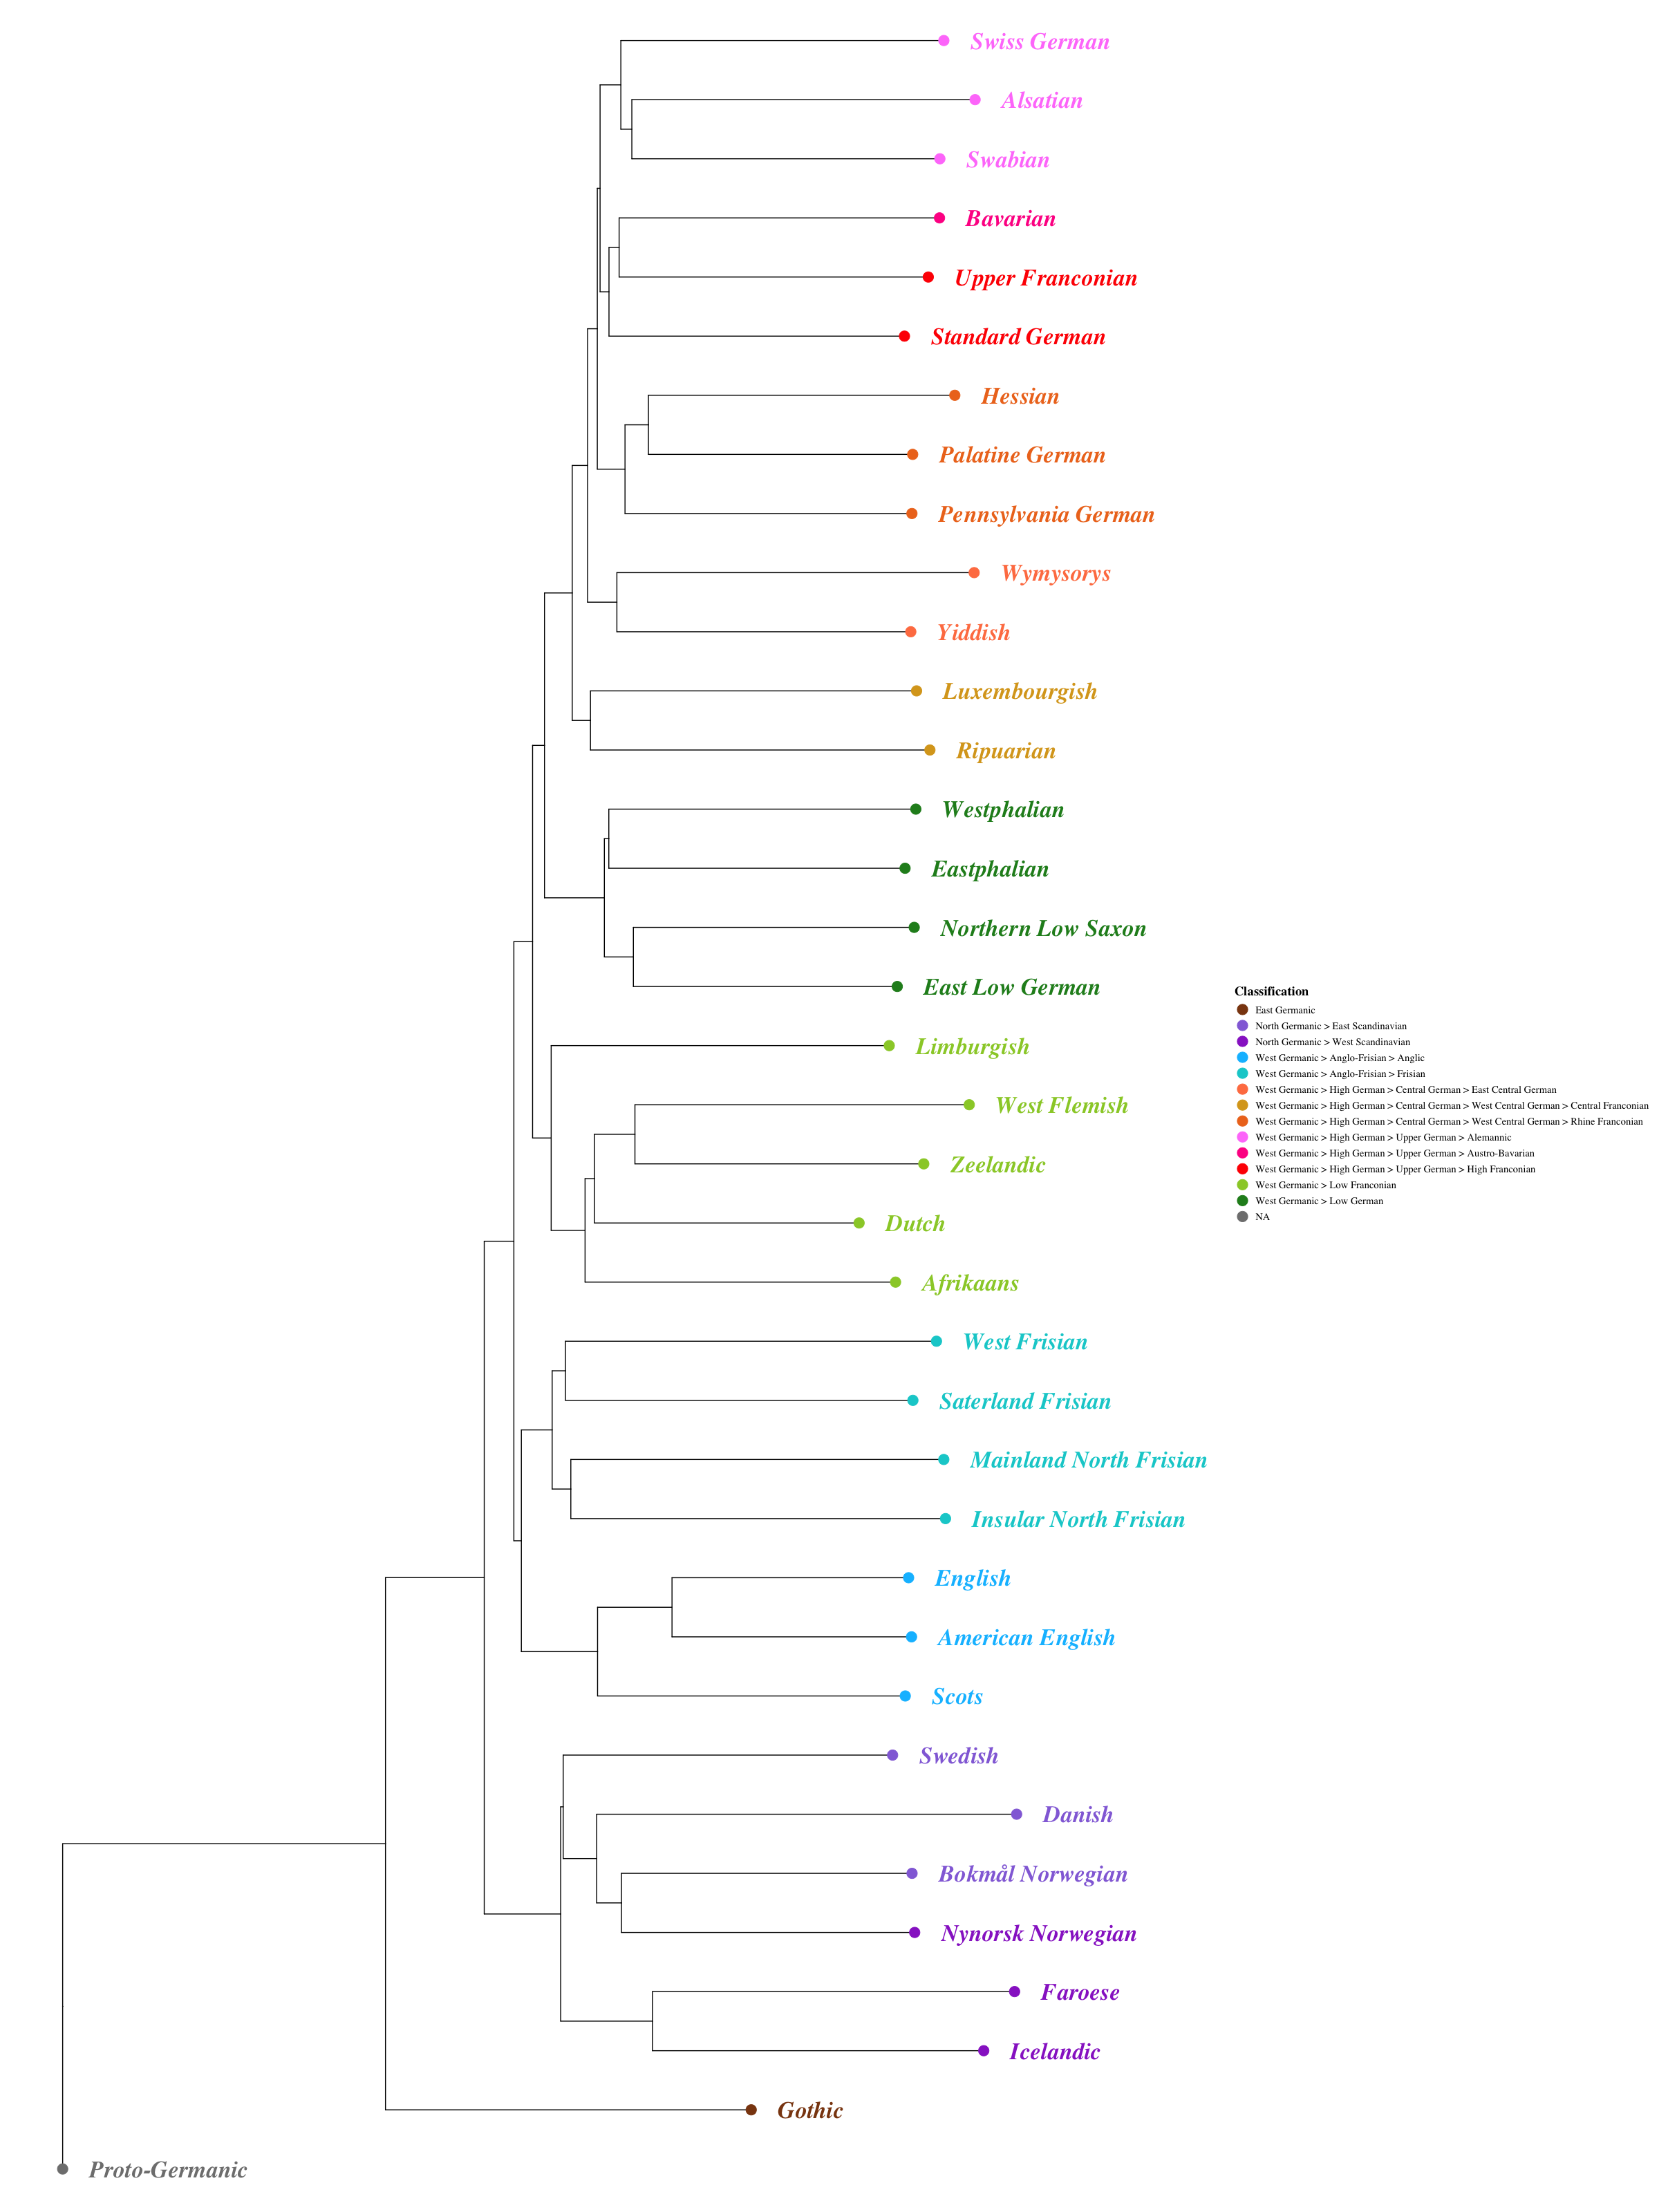 Swiss German
Alsatian
Swabian
Bavarian
Upper Franconian
Standard German
Hessian
Palatine German
Pennsylvania German
Wymysorys
Yiddish
Luxembourgish
Ripuarian
Westphalian
Eastphalian
Northern Low Saxon
East Low German
Limburgish
West Flemish
Zeelandic
Dutch
Afrikaans
West Frisian
Saterland Frisian
Mainland North Frisian
Insular North Frisian
English
American English
Scots
Swedish
Danish
Bokmål Norwegian
Nynorsk Norwegian
Faroese
Icelandic
Gothic
Proto-Germanic
Classification
East Germanic
North Germanic > East Scandinavian
North Germanic > West Scandinavian
West Germanic > Anglo-Frisian > Anglic
West Germanic > Anglo-Frisian > Frisian
West Germanic > High German > Central German > East Central German
West Germanic > High German > Central German > West Central German > Central Franconian
West Germanic > High German > Central German > West Central German > Rhine Franconian
West Germanic > High German > Upper German > Alemannic
West Germanic > High German > Upper German > Austro-Bavarian
West Germanic > High German > Upper German > High Franconian
West Germanic > Low Franconian
West Germanic > Low German
NA